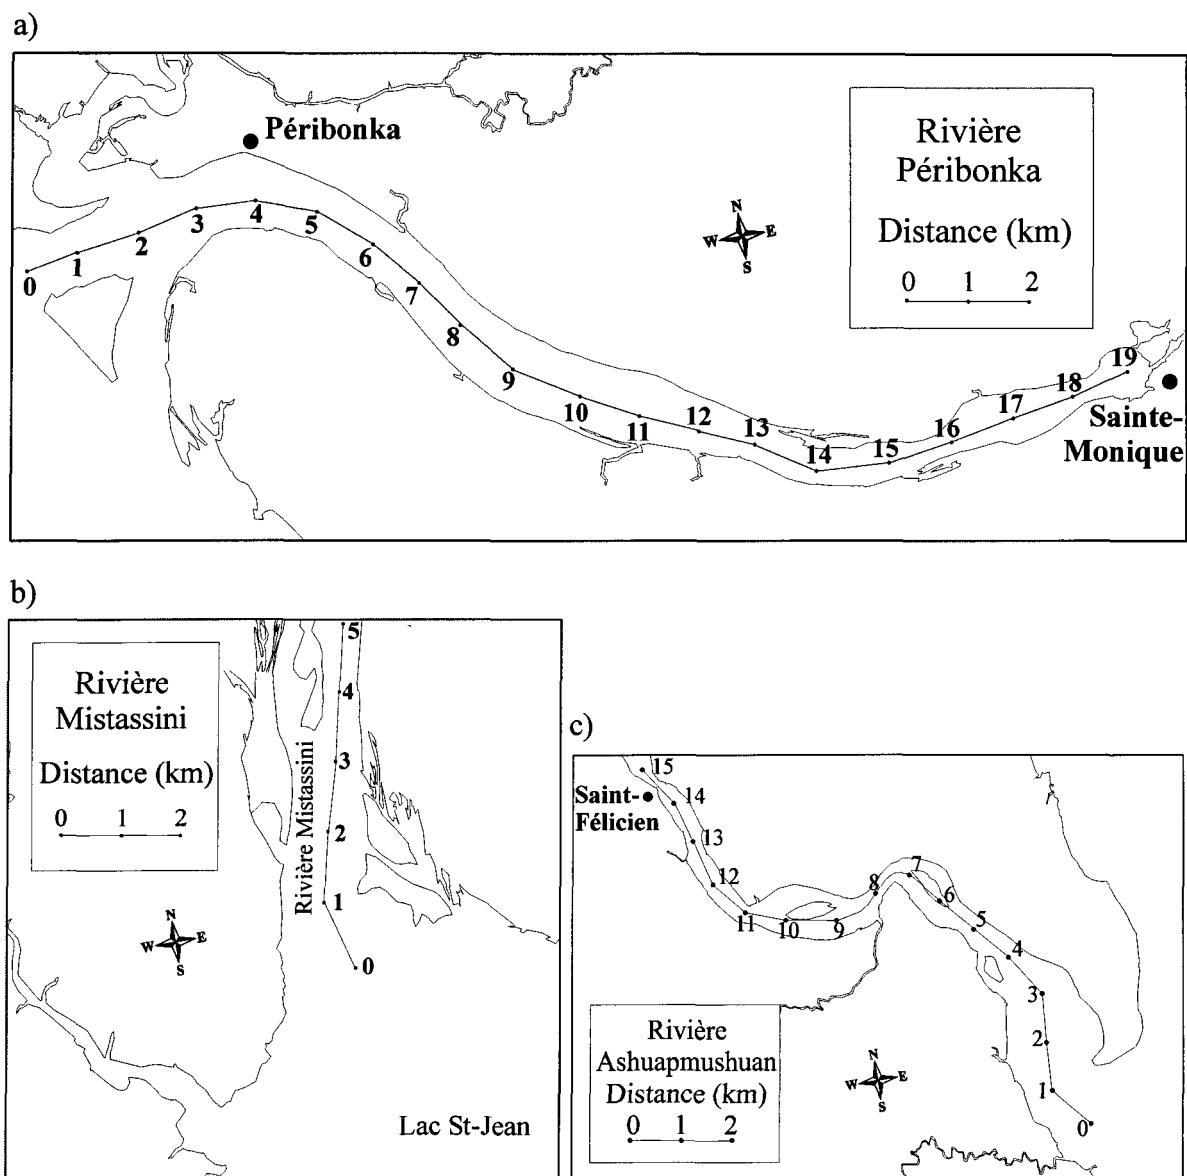 a)
Péribonka
Rivière
Péribonka
Distance (km)
0 1 2
N
W E
S
0 1 2 3 4 5 6 7 8 9 10 11 12 13 14 15 16 17 18 19
Sainte-
Monique
b)
Rivière
Mistassini
Distance (km)
0 1 2
Rivière Mistassini
5
4
3
2
1
0
N
W E
S
Lac St-Jean
c)
15
Saint-
Félicien
14
13
12
11
10
9
8
7
6
5
4
3
2
1
0
Rivière
Ashuapmushuan
Distance (km)
0 1 2
N
W E
S